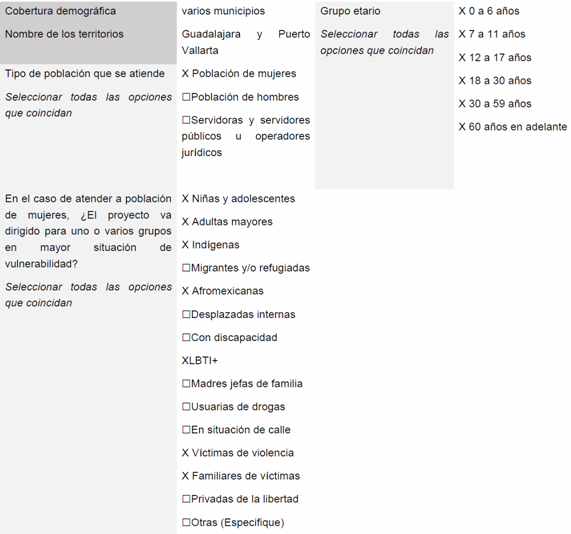 Cobertura demográfica
Nombre de los territorios
varios municipios
Guadalajara y Puerto
Vallarta
Grupo etario
Seleccionar todas las
opciones que coincidan
X 0 a 6 años
X 7 a 11 años
X 12 a 17 años
X 18 a 30 años
X 30 a 59 años
X 60 años en adelante
Tipo de población que se atiende
Seleccionar todas las opciones
que coincidan
X Población de mujeres
☐Población de hombres
☐Servidoras y servidores
públicos u operadores
jurídicos
En el caso de atender a población
de mujeres, ¿El proyecto va
dirigido para uno o varios grupos
en mayor situación de
vulnerabilidad?
Seleccionar todas las opciones
que coincidan
X Niñas y adolescentes
X Adultas mayores
X Indígenas
☐Migrantes y/o refugiadas
X Afromexicanas
☐Desplazadas internas
☐Con discapacidad
XLBTI+
☐Madres jefas de familia
☐Usuarias de drogas
☐En situación de calle
X Víctimas de violencia
X Familiares de víctimas
☐Privadas de la libertad
☐Otras (Especifique)